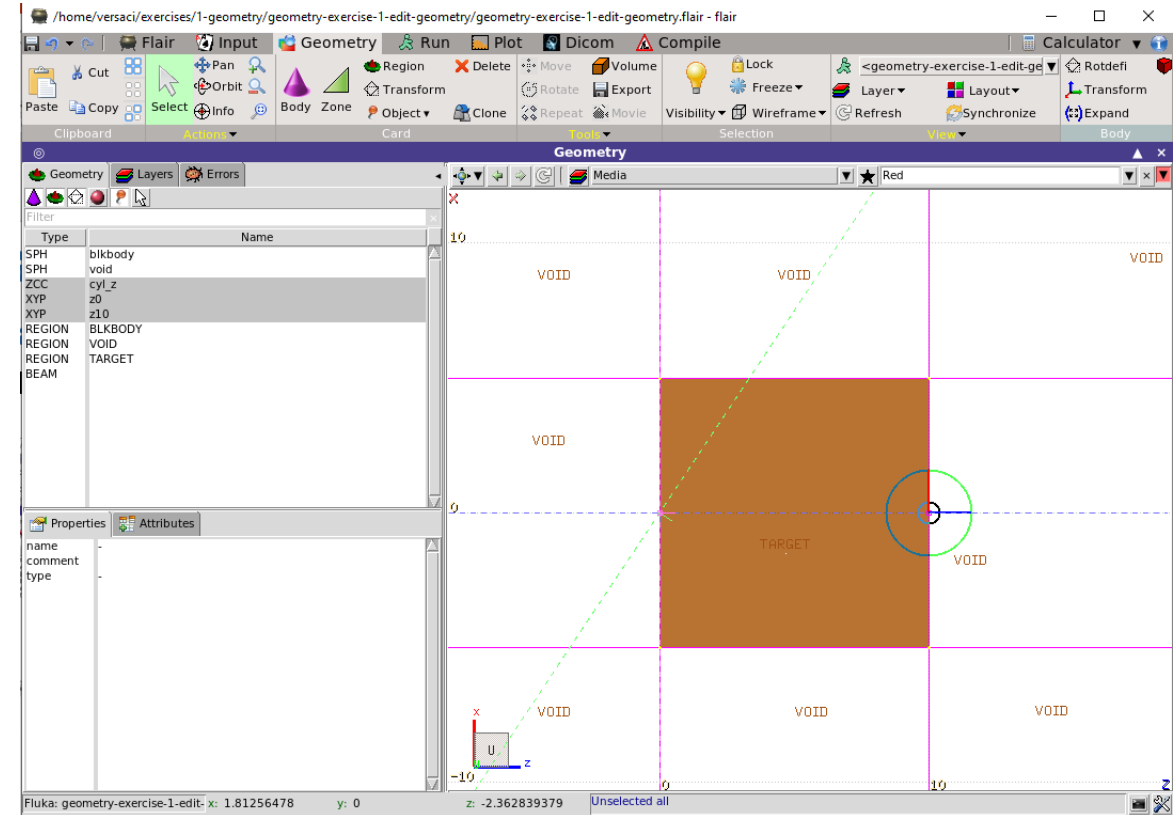 /home/versaci/exercises/1-geometry/geometry-exercise-1-edit-geometry/geometry-exercise-1-edit-geometry.flair - flair
Flair Input Geometry Run Plot Dicom Compile Calculator
Cut Pan Region Delete Move Volume Lock <geometry-exercise-1-edit-ge Rotdefi
Orbit Transform Rotate Export Freeze Layer Layout Transform
Paste Copy Select Info Body Zone Object Clone Repeat Movie Visibility Wireframe Refresh Synchronize Expand
Clipboard Actions Card Tools Selection View Body
Geometry
Geometry Layers Errors Media Red
Filter
Type Name
SPH blkbody
SPH void
ZCC cyl_z
XYP z0
XYP z10
REGION BLKBODY
REGION VOID
REGION TARGET
BEAM
Properties Attributes
name -
comment
type -
X
10
VOID
VOID VOID
VOID
0
TARGET
VOID
VOID VOID VOID
x
U
z
-10
0 10 Z
Fluka: geometry-exercise-1-edit- x: 1.81256478 y: 0 z: -2.362839379 Unselected all